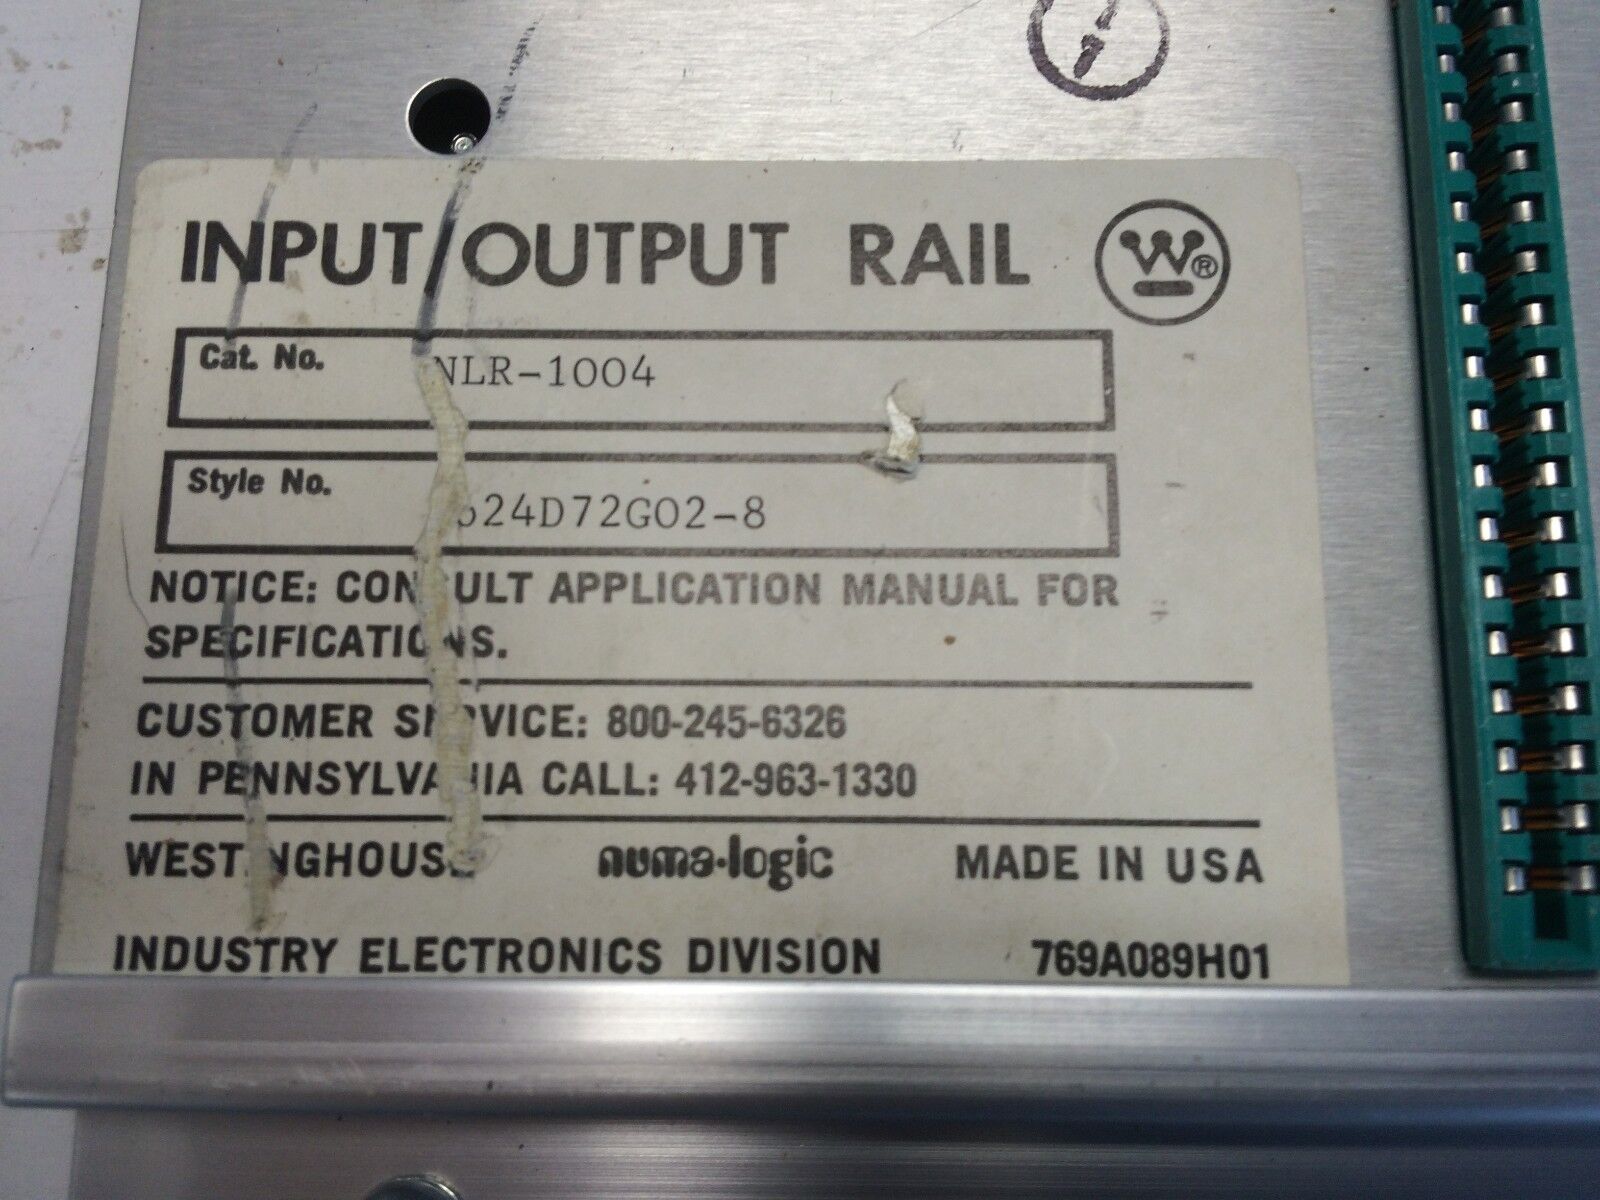 INPUT/OUTPUT RAIL W ®
Cat. No. NLR-1004
Style No. 624D72G02-8
NOTICE: CONSULT APPLICATION MANUAL FOR
SPECIFICATIONS.
CUSTOMER SERVICE: 800-245-6326
IN PENNSYLVANIA CALL: 412-963-1330
WESTINGHOUSE numa·logic MADE IN USA
INDUSTRY ELECTRONICS DIVISION 769A089H01